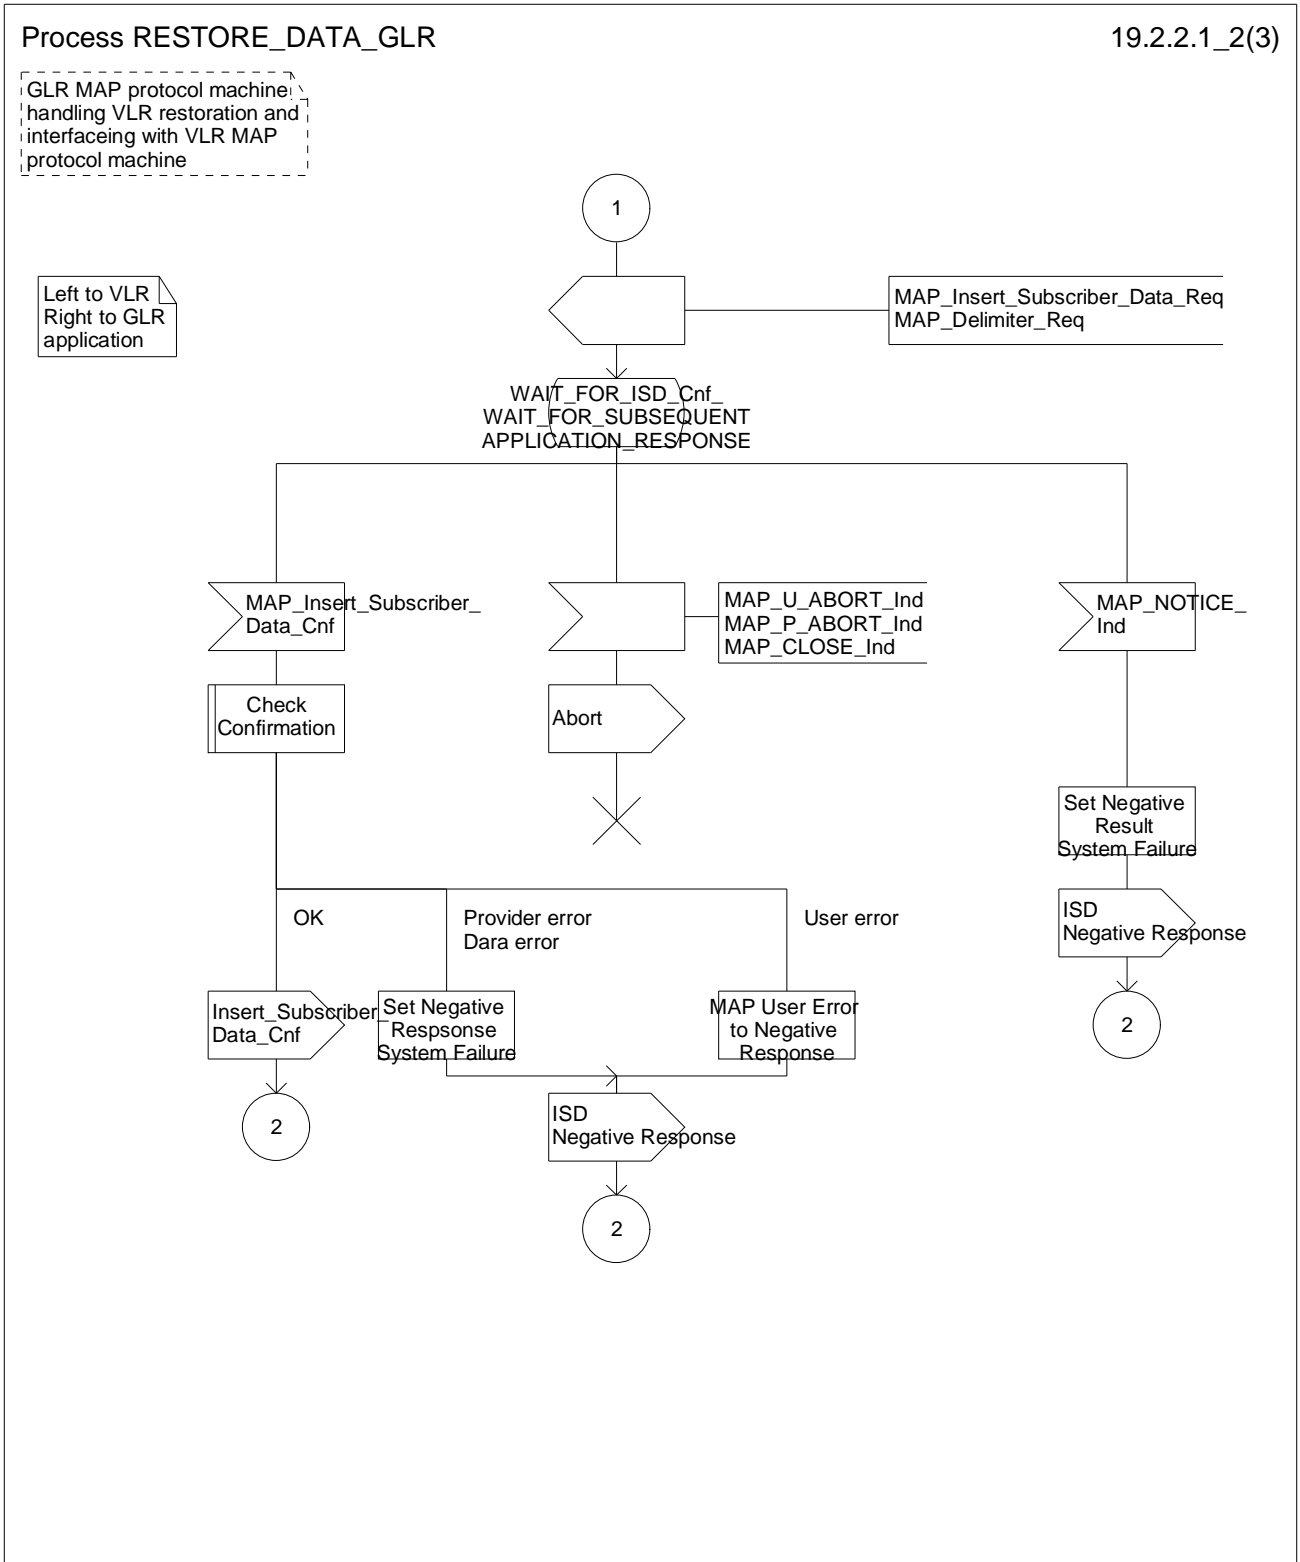 Process RESTORE_DATA_GLR
19.2.2.1_2(3)
GLR MAP protocol machine
handling VLR restoration and
interfaceing with VLR MAP
protocol machine
1
Left to VLR
Right to GLR
application
MAP_Insert_Subscriber_Data_Req
MAP_Delimiter_Req
WAIT_FOR_ISD_Cnf_
WAIT_FOR_SUBSEQUENT
APPLICATION_RESPONSE
MAP_Insert_Subscriber_
Data_Cnf
MAP_U_ABORT_Ind
MAP_P_ABORT_Ind
MAP_CLOSE_Ind
MAP_NOTICE_
Ind
Check
Confirmation
Abort
Set Negative
Result
System Failure
OK
Provider error
Dara error
User error
ISD
Negative Response
Insert_Subscriber_
Data_Cnf
Set Negative
Respsonse
System Failure
MAP User Error
to Negative
Response
2
2
ISD
Negative Response
2